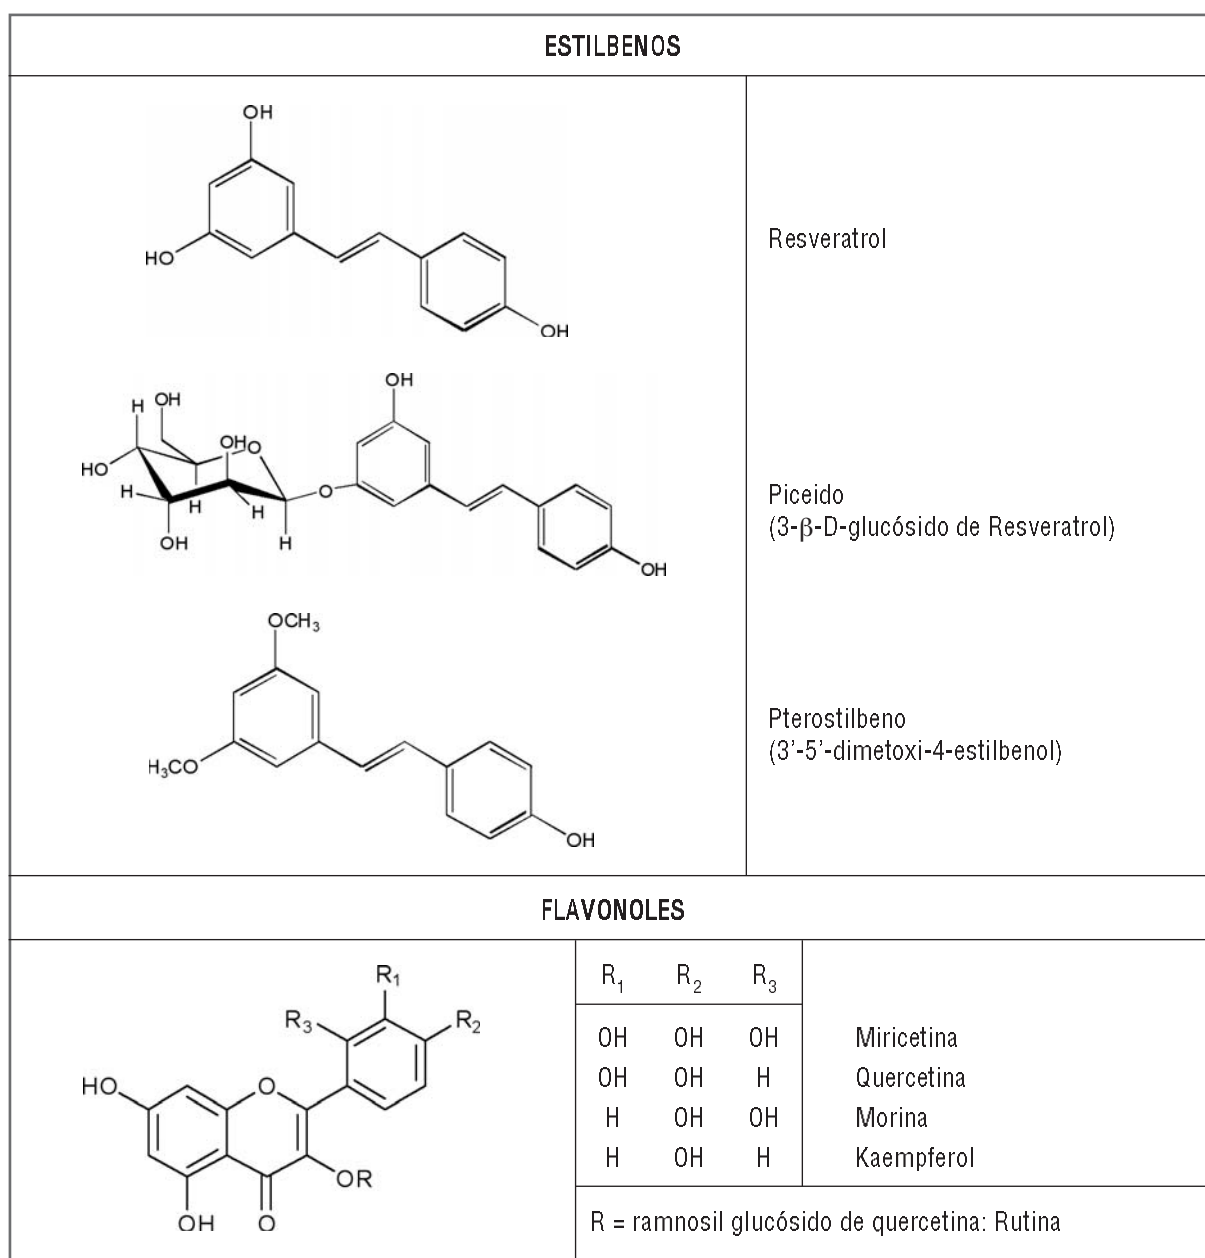 ESTILBENOS
OH
HO
OH
Resveratrol
OH
OH
H
OH
O
HO
H
H
H
O
OH
H
OH
Piceido
(3-β-D-glucósido de Resveratrol)
OCH₃
H₃CO
OH
Pterostilbeno
(3’-5’-dimetoxi-4-estilbenol)
FLAVONOLES
R₁
R₃
R₂
HO
O
OR
OH
O
R₁ R₂ R₃
OH OH OH Miricetina
OH OH H Quercetina
H OH OH Morina
H OH H Kaempferol
R = ramnosil glucósido de quercetina: Rutina